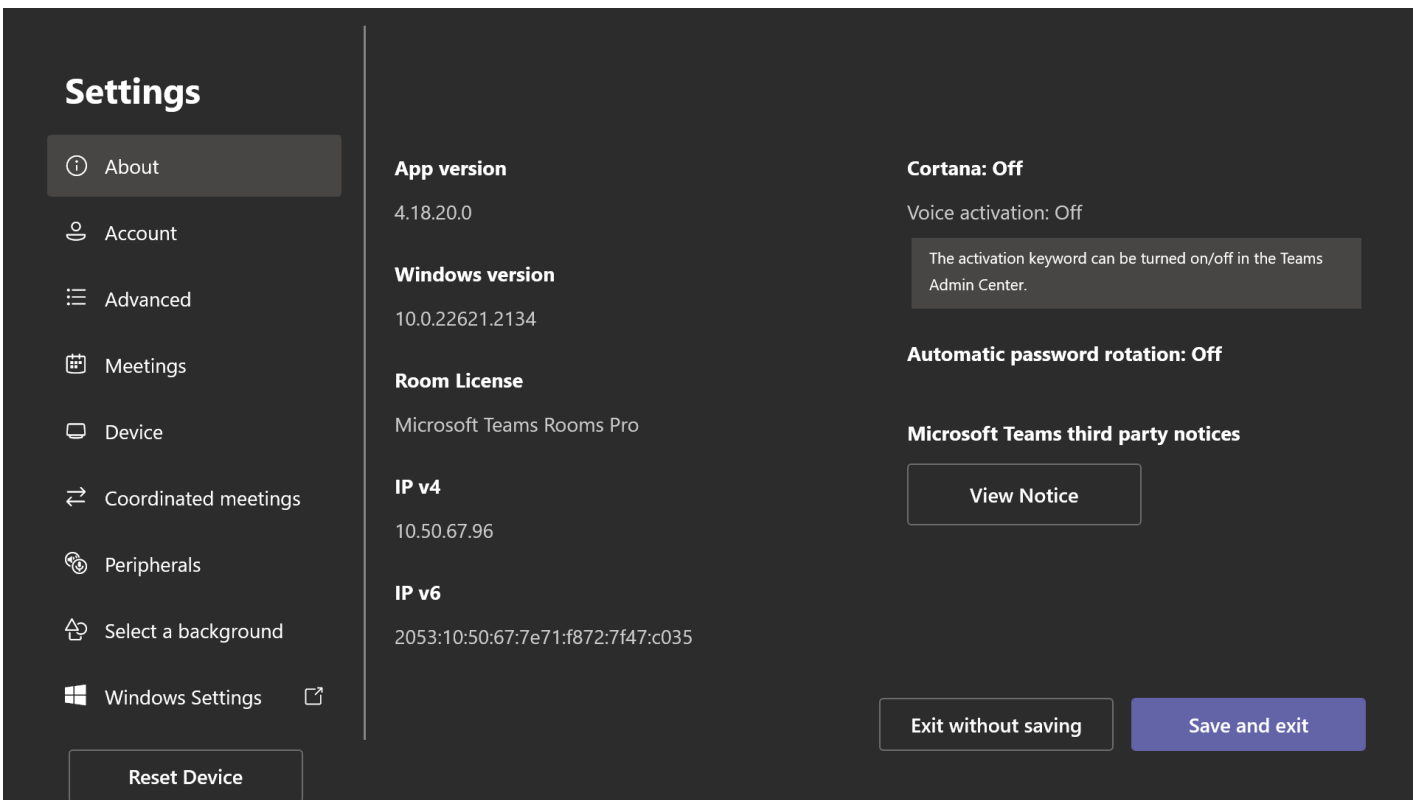 Settings
About
Account
Advanced
Meetings
Device
Coordinated meetings
Peripherals
Select a background
Windows Settings
Reset Device
App version
4.18.20.0
Windows version
10.0.22621.2134
Room License
Microsoft Teams Rooms Pro
IP v4
10.50.67.96
IP v6
2053:10:50:67:7e71:f872:7f47:c035
Cortana: Off
Voice activation: Off
The activation keyword can be turned on/off in the Teams
Admin Center.
Automatic password rotation: Off
Microsoft Teams third party notices
View Notice
Exit without saving
Save and exit